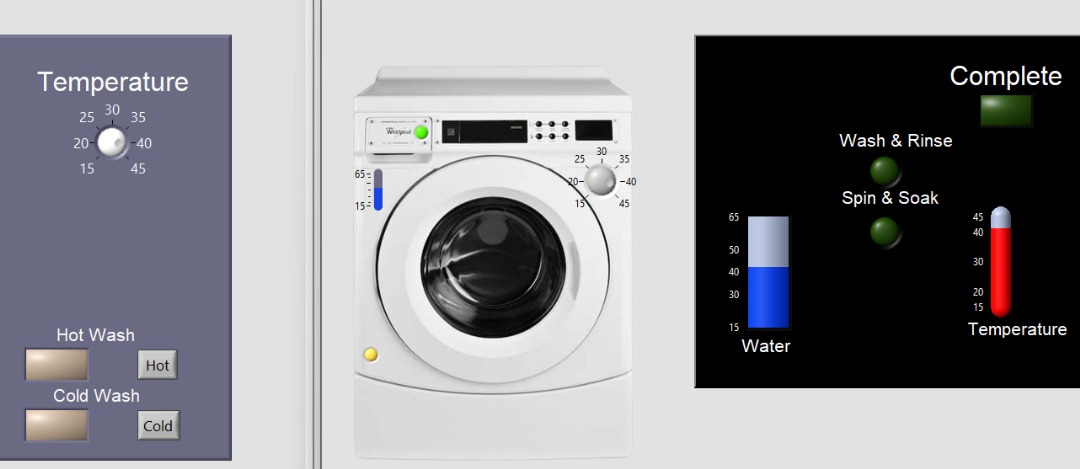 Temperature
30
25 35
20 40
15 45
Hot Wash
Hot
Cold Wash
Cold
Whirlpool
30
25 35
20 40
15 45
65
15
Complete
Wash & Rinse
Spin & Soak
65
50
40
30
15
Water
45
40
30
20
15
Temperature